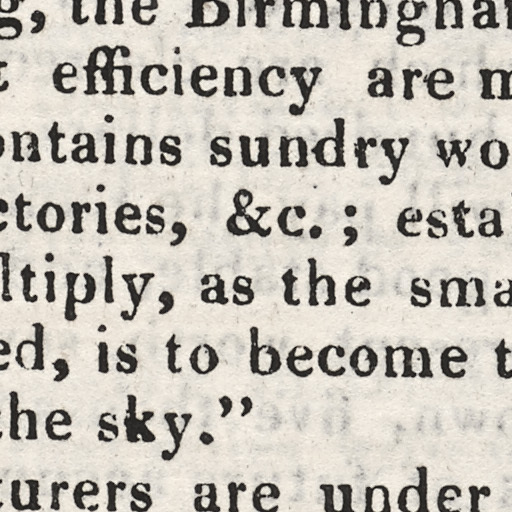 g, the Birmingha
efficiency are m
ontains sundry wo
ctories, &c. ; esta
ltiply, as the sma
ed, is to become t
the sky.”
turers are under